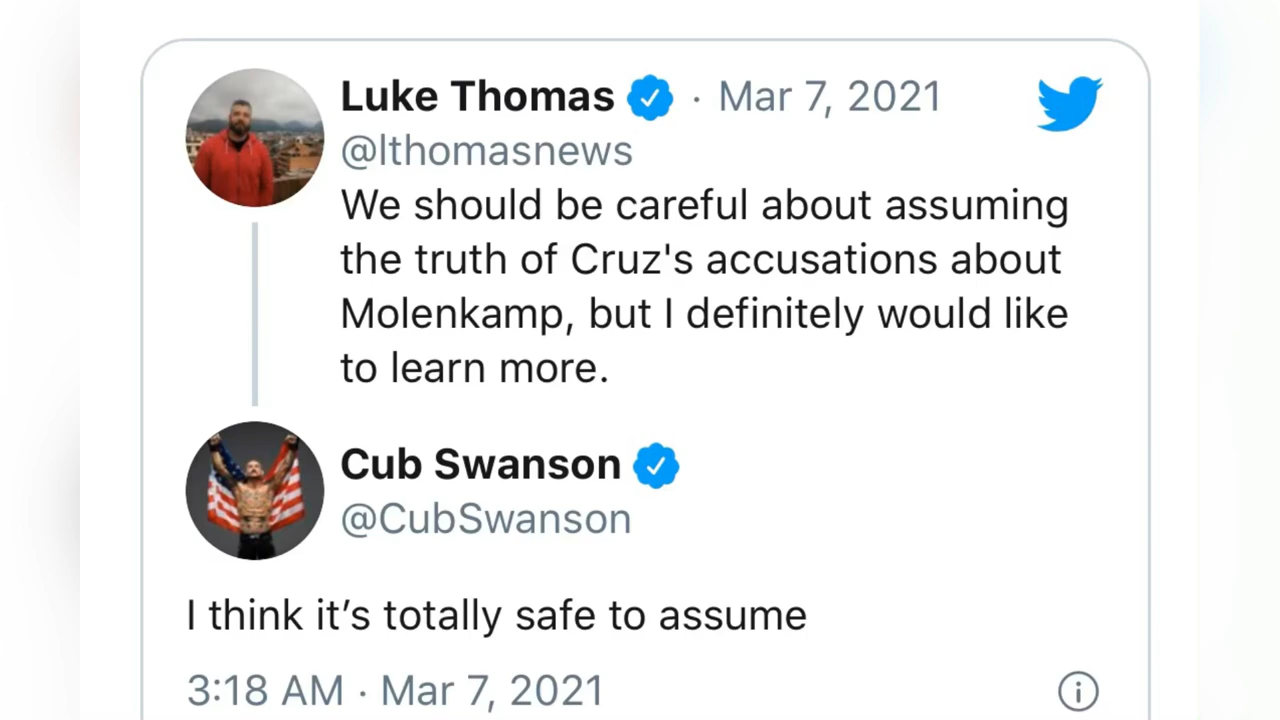 Luke Thomas · Mar 7, 2021
@lthomasnews
We should be careful about assuming
the truth of Cruz's accusations about
Molenkamp, but I definitely would like
to learn more.
Cub Swanson
@CubSwanson
I think it’s totally safe to assume
3:18 AM · Mar 7, 2021